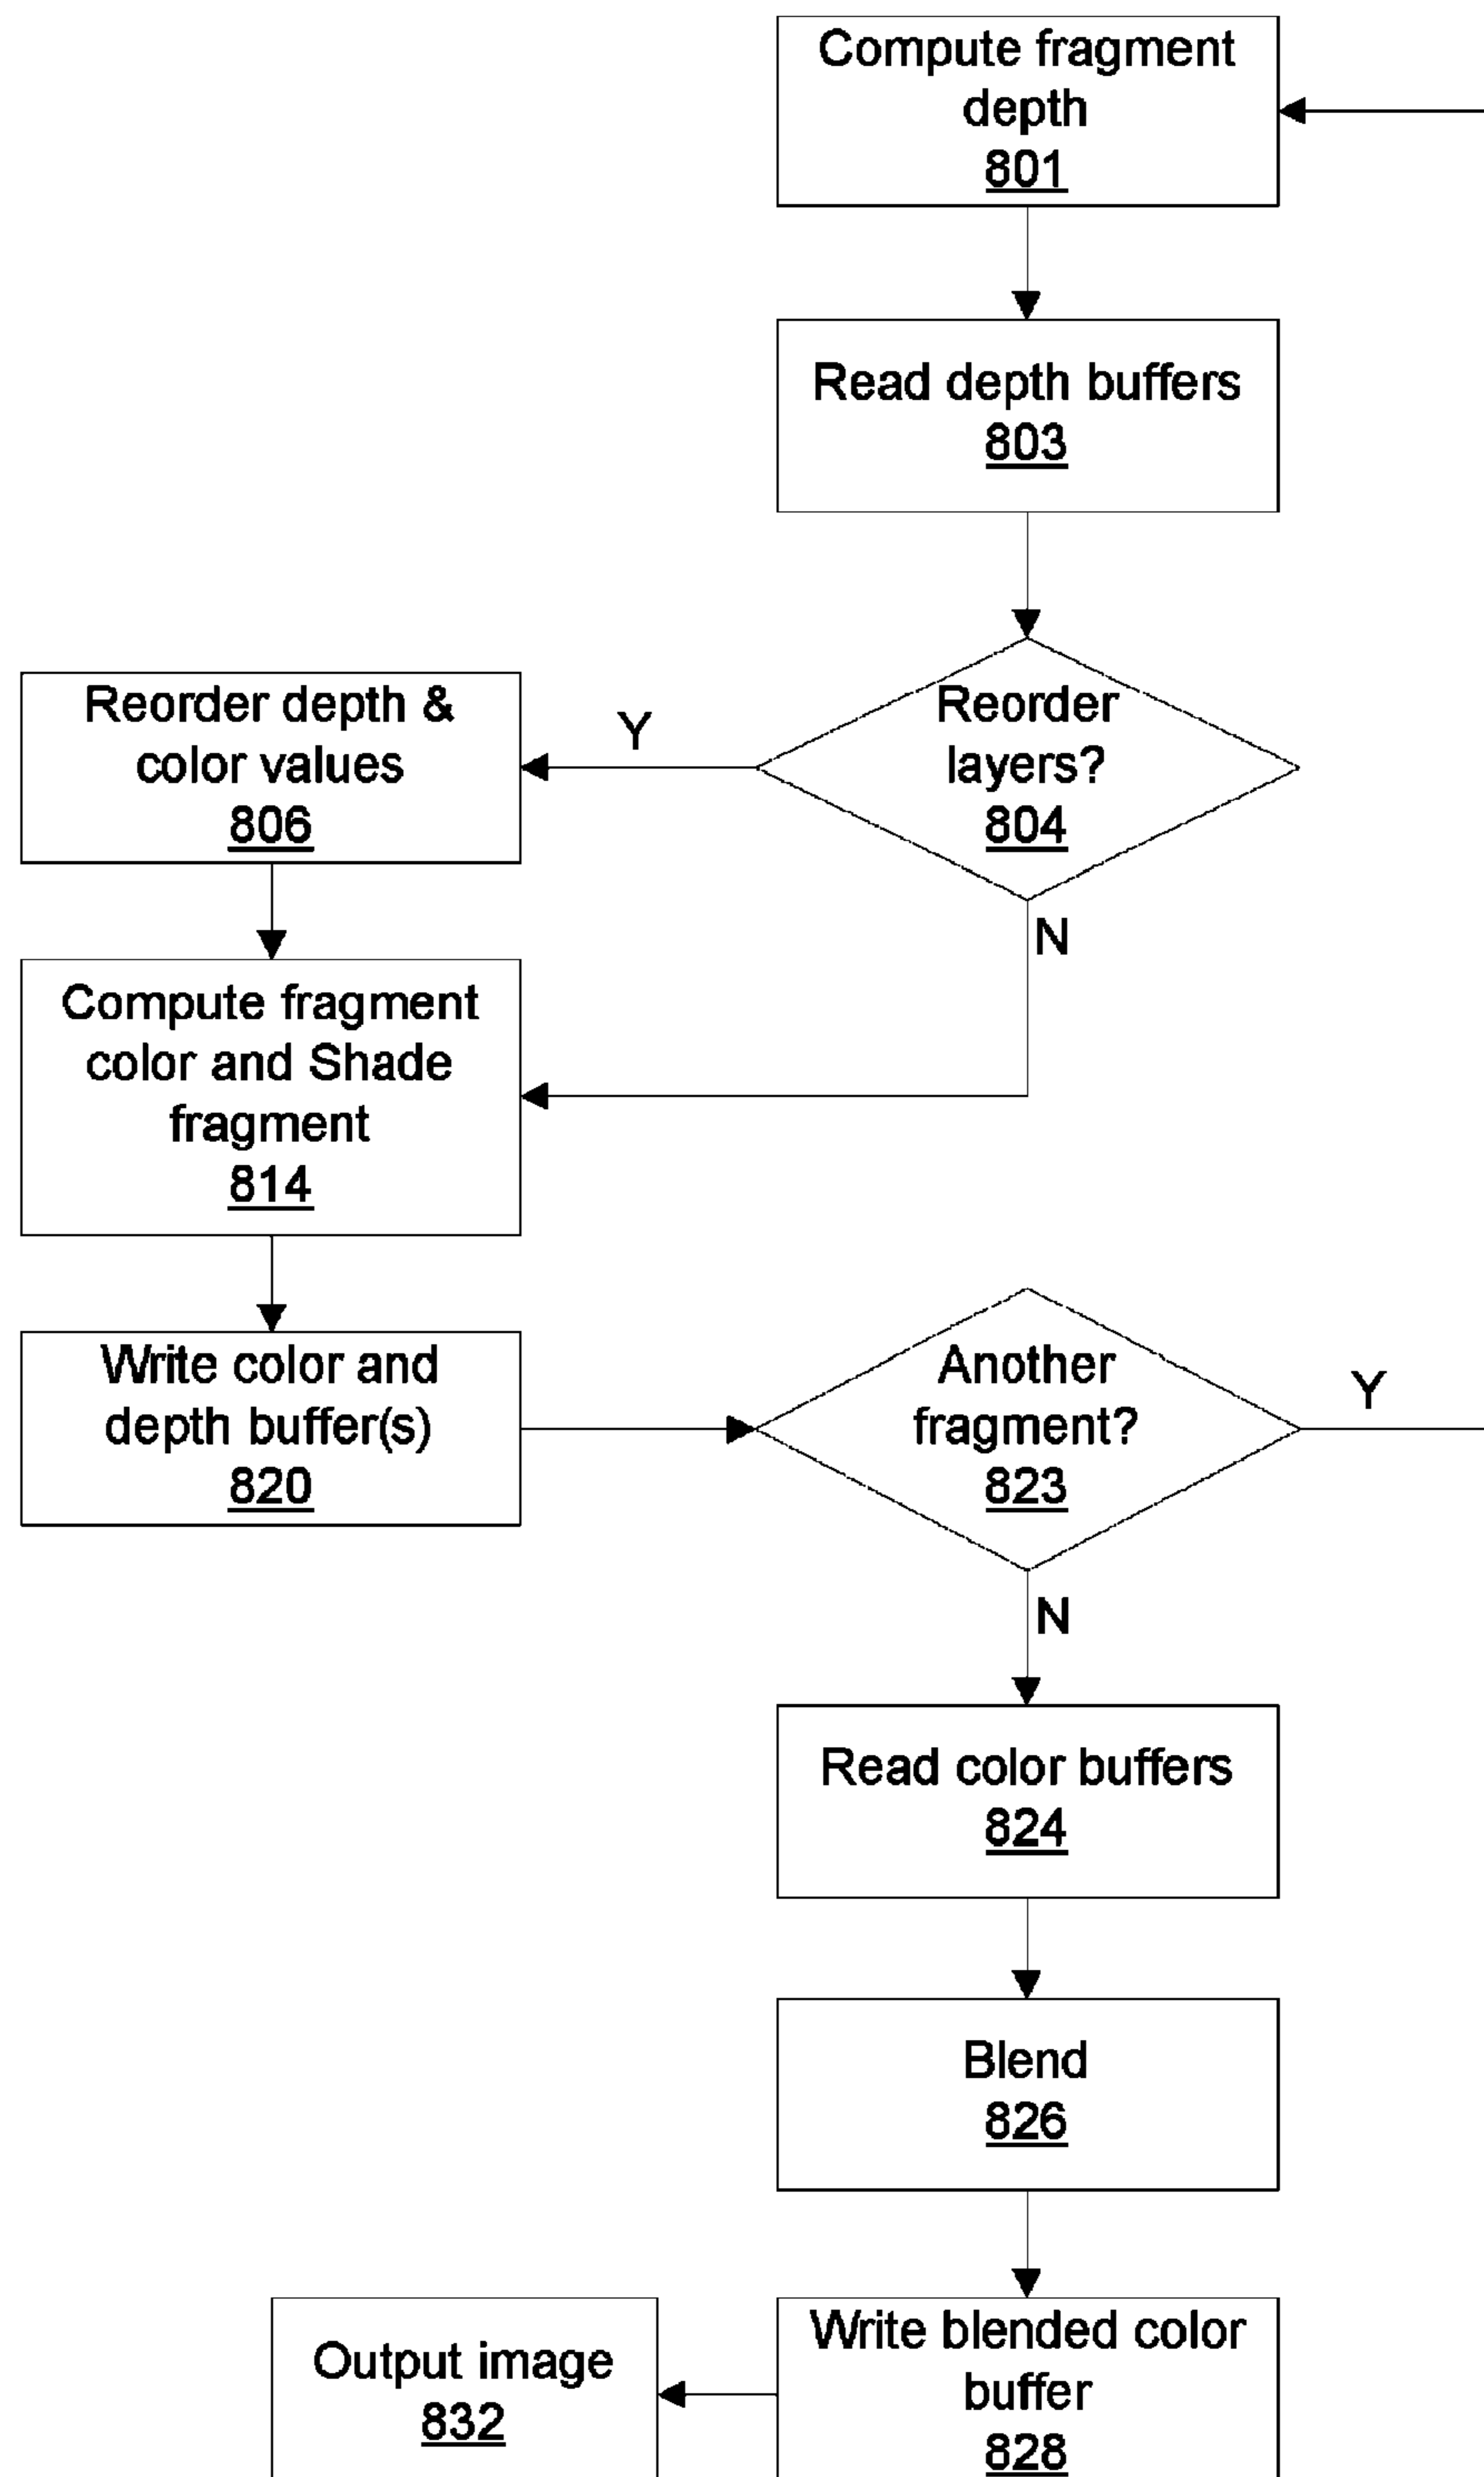 Compute fragment
depth
801
Read depth buffers
803
Reorder
layers?
804
Y
N
Reorder depth &
color values
806
Compute fragment
color and Shade
fragment
814
Write color and
depth buffer(s)
820
Another
fragment?
823
Y
N
Read color buffers
824
Blend
826
Write blended color
buffer
828
Output image
832